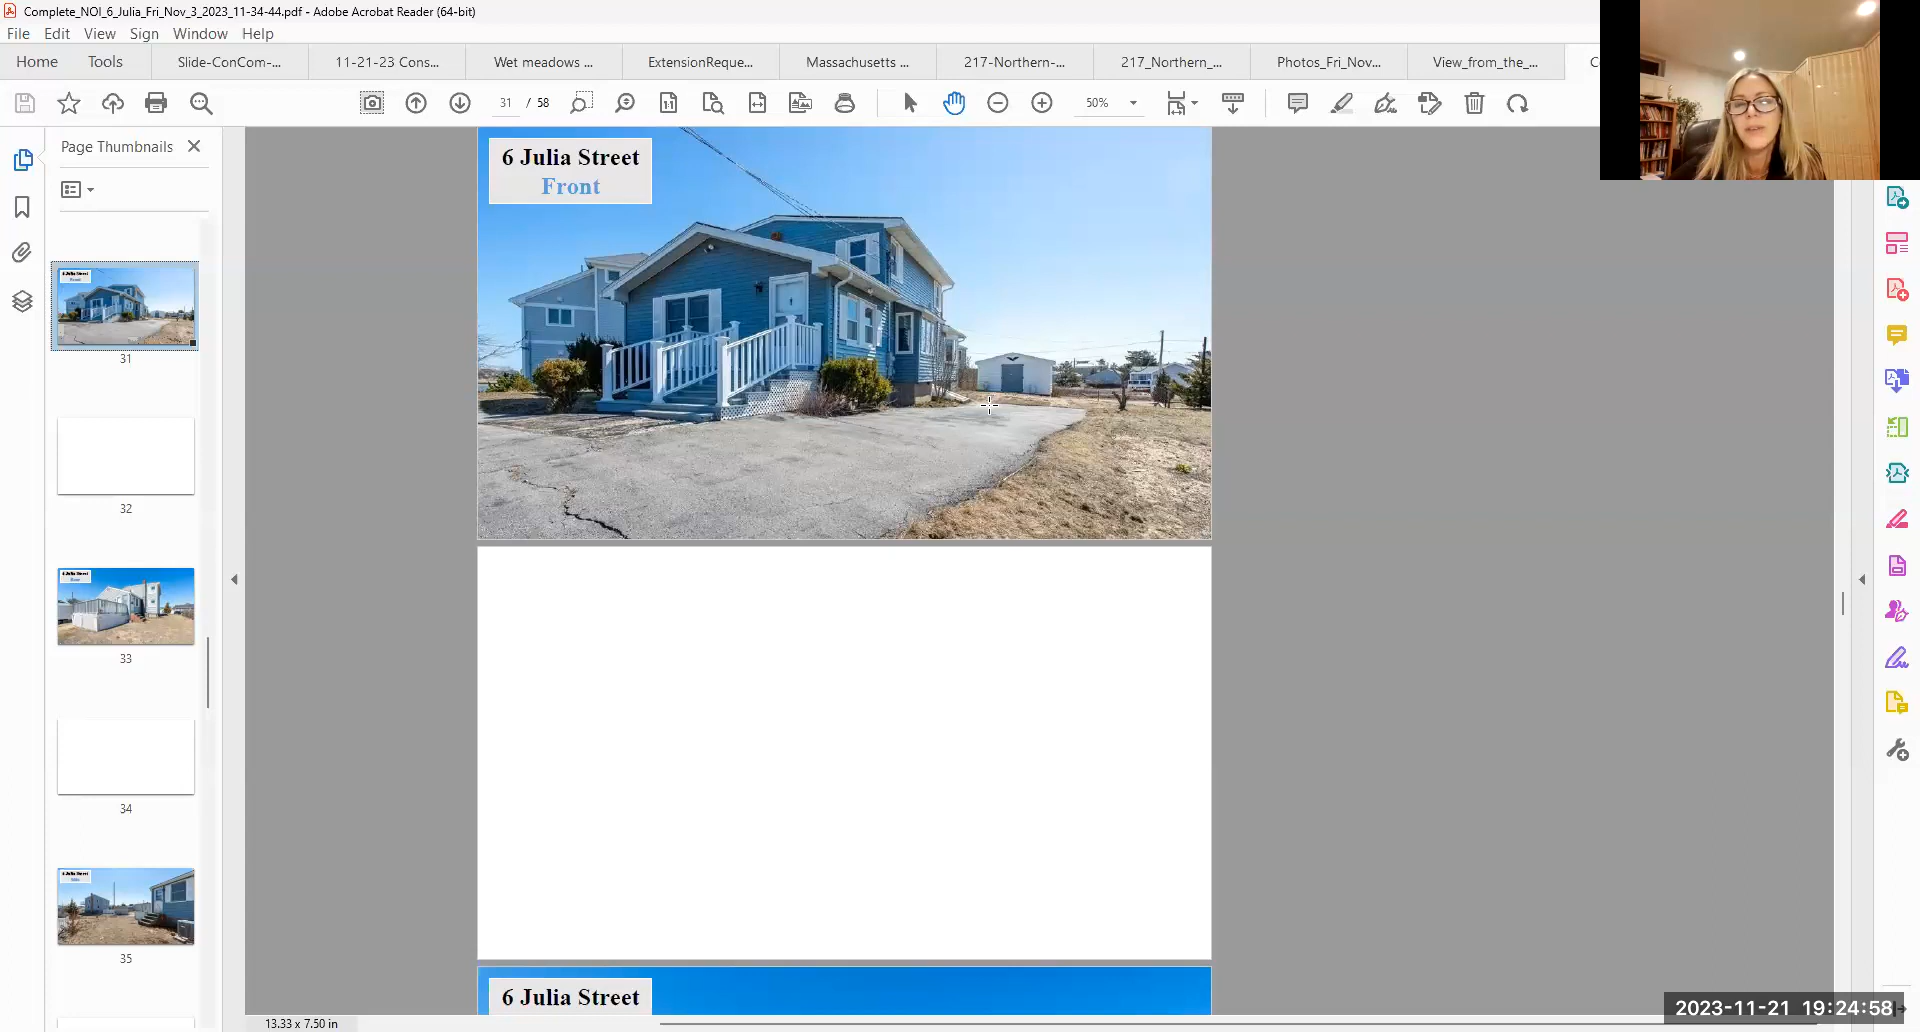 Complete_NOI_6_Julia_Fri_Nov_3_2023_11-34-44.pdf - Adobe Acrobat Reader (64-bit)
File Edit View Sign Window Help
Home Tools Slide-ConCom-... 11-21-23 Cons... Wet meadows ... ExtensionReque... Massachusetts ... 217-Northern-... 217_Northern_... Photos_Fri_Nov... View_from_the_... C
31 / 58 50%
Page Thumbnails
6 Julia Street
Front
31
32
33
34
35
6 Julia Street
13.33 x 7.50 in
2023-11-21 19:24:58